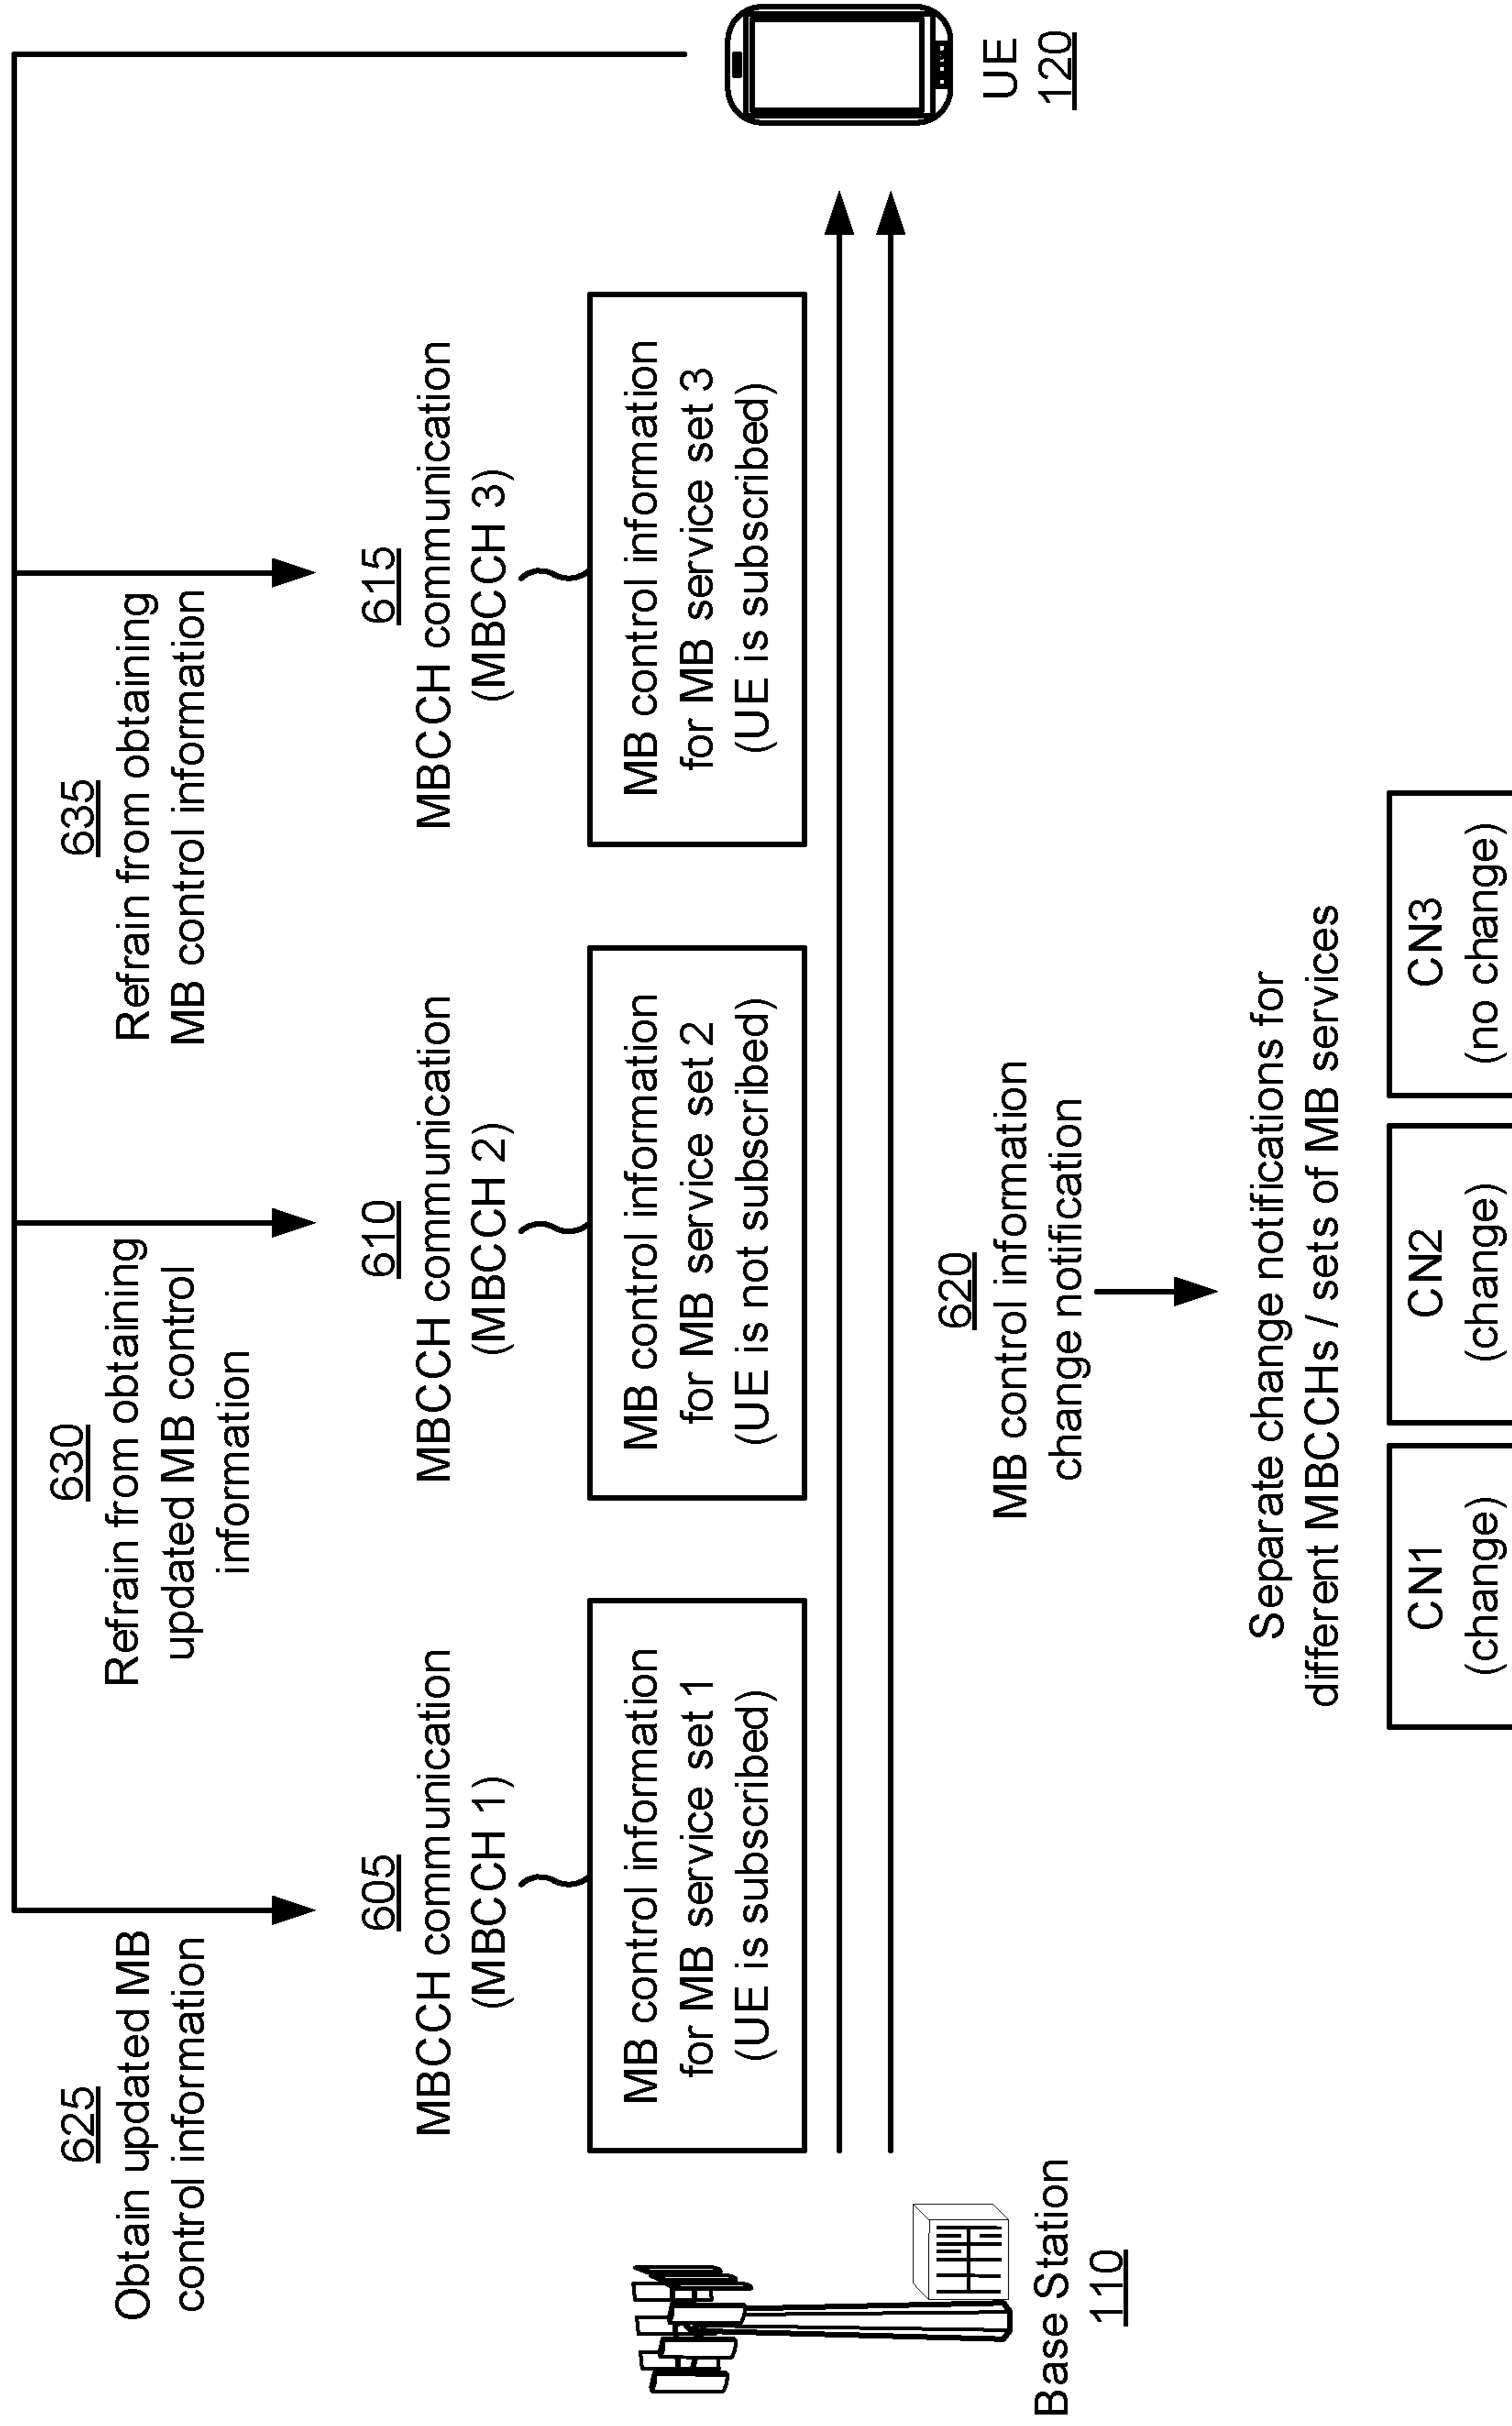 625
Obtain updated MB
control information
630
Refrain from obtaining
updated MB control
information
635
Refrain from obtaining
MB control information
605
MBCCH communication
(MBCCH 1)
610
MBCCH communication
(MBCCH 2)
615
MBCCH communication
(MBCCH 3)
MB control information
for MB service set 1
(UE is subscribed)
MB control information
for MB service set 2
(UE is not subscribed)
MB control information
for MB service set 3
(UE is subscribed)
Base Station
110
UE
120
620
MB control information
change notification
Separate change notifications for
different MBCCHs / sets of MB services
CN1
(change)
CN2
(change)
CN3
(no change)